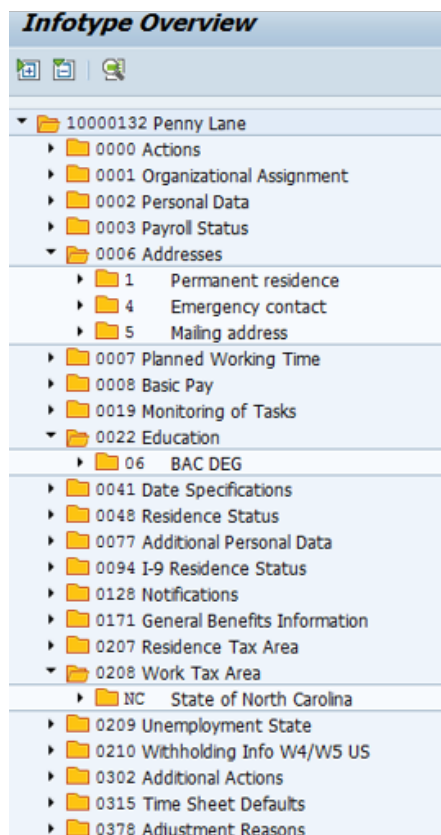 Infotype Overview
10000132 Penny Lane
0000 Actions
0001 Organizational Assignment
0002 Personal Data
0003 Payroll Status
0006 Addresses
1 Permanent residence
4 Emergency contact
5 Mailing address
0007 Planned Working Time
0008 Basic Pay
0019 Monitoring of Tasks
0022 Education
06 BAC DEG
0041 Date Specifications
0048 Residence Status
0077 Additional Personal Data
0094 I-9 Residence Status
0128 Notifications
0171 General Benefits Information
0207 Residence Tax Area
0208 Work Tax Area
NC State of North Carolina
0209 Unemployment State
0210 Withholding Info W4/W5 US
0302 Additional Actions
0315 Time Sheet Defaults
0378 Adjustment Reasons